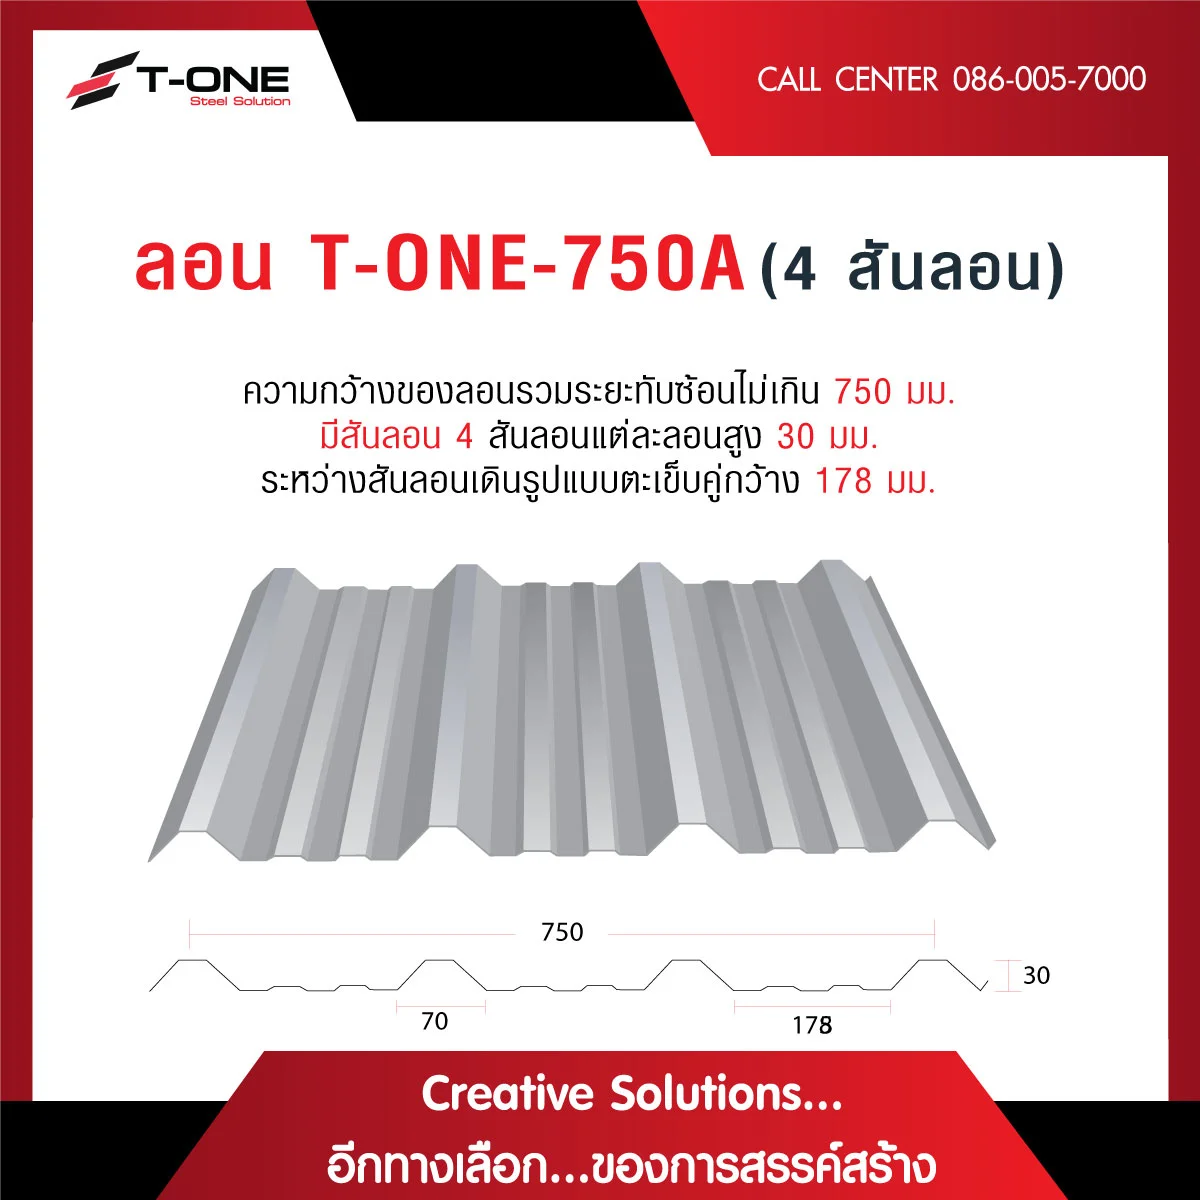 T-ONE
Steel Solution
CALL CENTER 086-005-7000
ลอน T-ONE-750A (4 สันลอน)
ความกว้างของลอนรวมระยะทับซ้อนไม่เกิน 750 มม.
มีสันลอน 4 สันลอนแต่ละลอนสูง 30 มม.
ระหว่างสันลอนเดินรูปแบบตะเข็บคู่กว้าง 178 มม.
750
30
70
178
Creative Solutions...
อีกทางเลือก...ของการสรรค์สร้าง